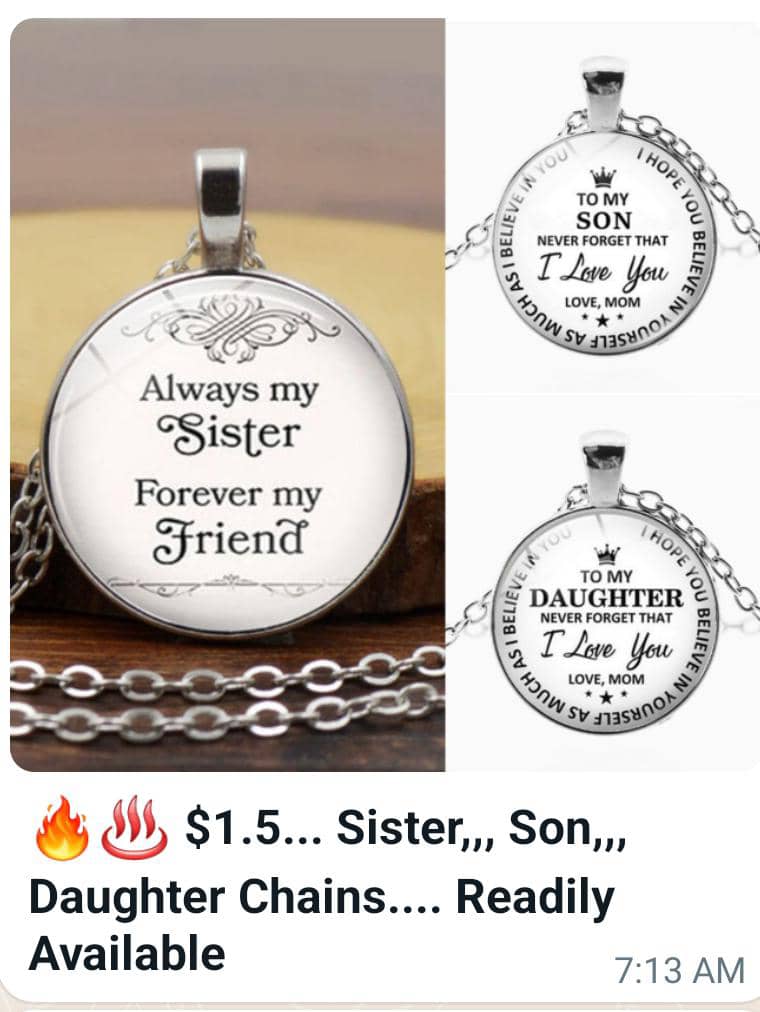 Always my
Sister
Forever my
Friend
TO MY
SON
NEVER FORGET THAT
I Love You
LOVE, MOM
I HOPE YOU BELIEVE IN YOURSELF AS MUCH AS I BELIEVE IN YOU
TO MY
DAUGHTER
NEVER FORGET THAT
I Love You
LOVE, MOM
I HOPE YOU BELIEVE IN YOURSELF AS MUCH AS I BELIEVE IN YOU
🔥♨️ $1.5... Sister,,, Son,,,
Daughter Chains.... Readily
Available
7:13 AM